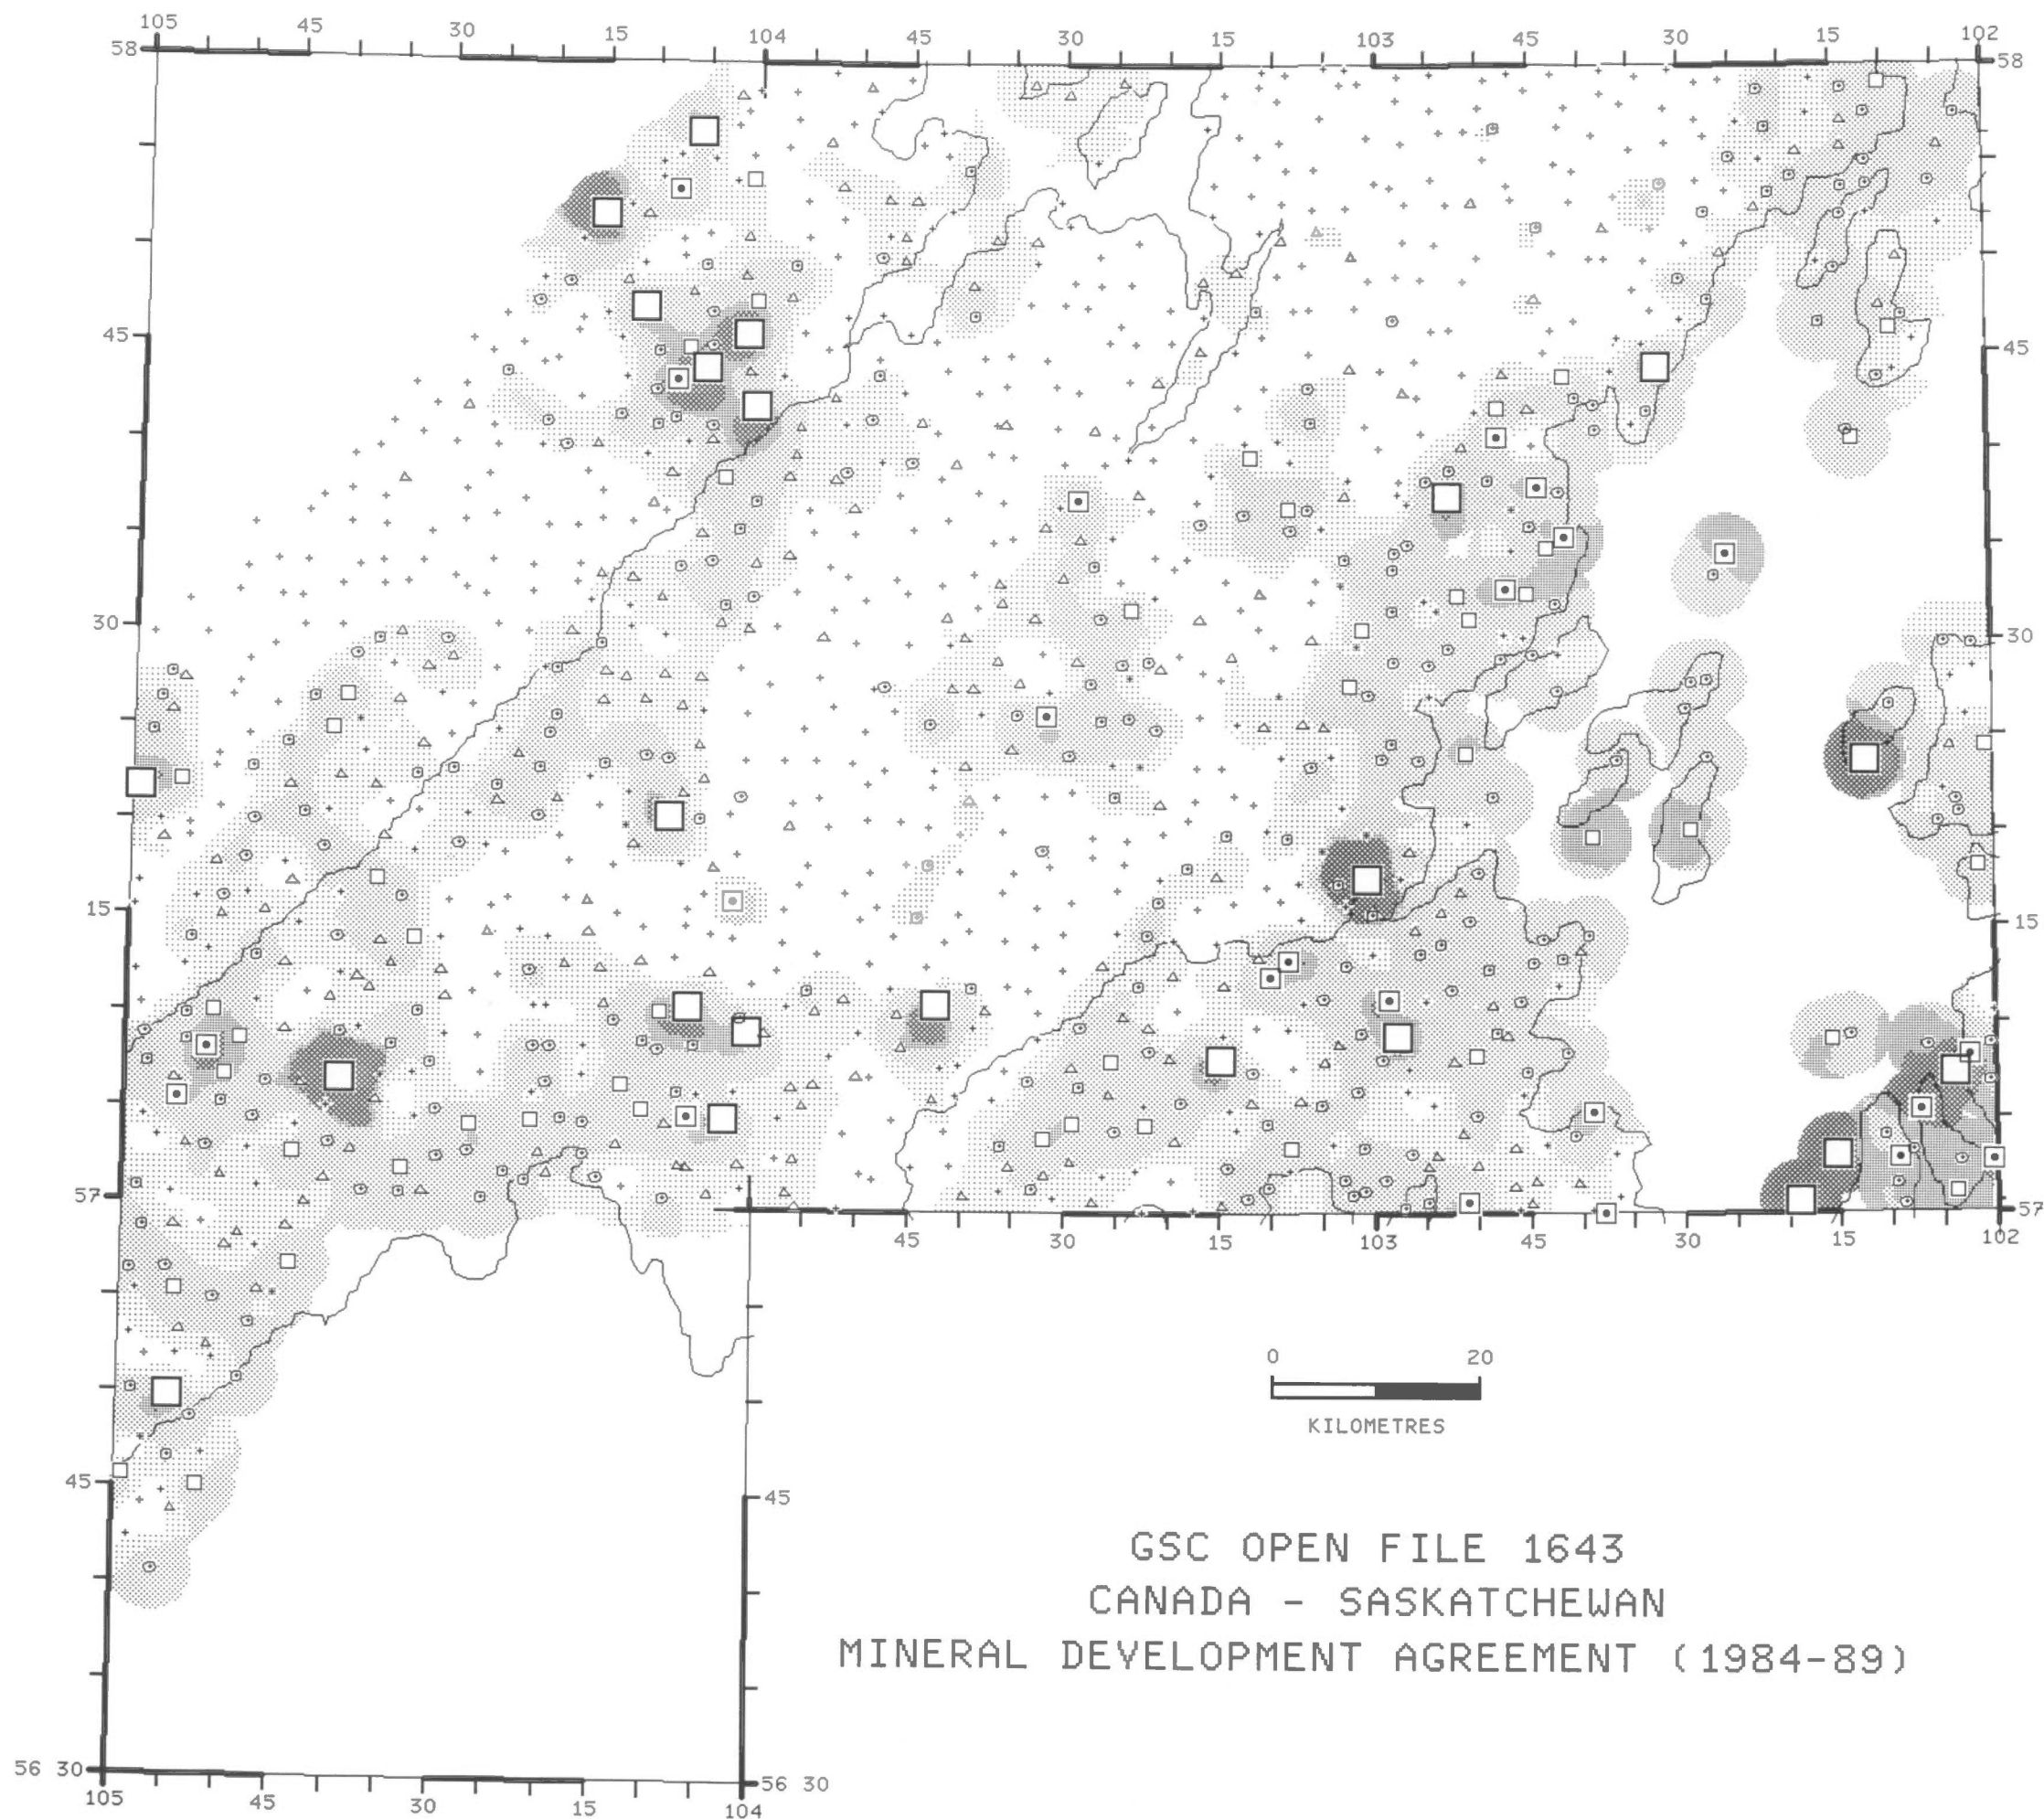 105 45 30 15 104 45 30 15 103 45 30 15 102
58 58
45 45
30 30
15 15
57 57
45 30 15 103 45 30 15 102
0 20
KILOMETRES
45 45
GSC OPEN FILE 1643
CANADA - SASKATCHEWAN
MINERAL DEVELOPMENT AGREEMENT (1984-89)
56 30 56 30
105 45 30 15 104